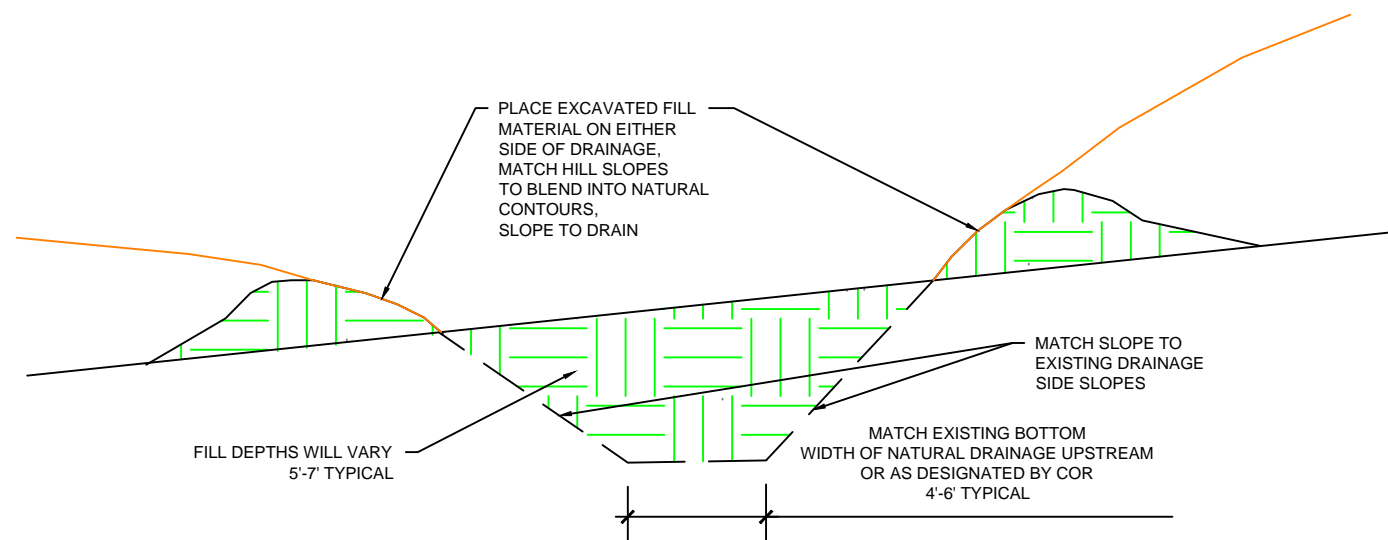 PLACE EXCAVATED FILL
MATERIAL ON EITHER
SIDE OF DRAINAGE,
MATCH HILL SLOPES
TO BLEND INTO NATURAL
CONTOURS,
SLOPE TO DRAIN
MATCH SLOPE TO
EXISTING DRAINAGE
SIDE SLOPES
FILL DEPTHS WILL VARY
5'-7' TYPICAL
MATCH EXISTING BOTTOM
WIDTH OF NATURAL DRAINAGE UPSTREAM
OR AS DESIGNATED BY COR
4'-6' TYPICAL